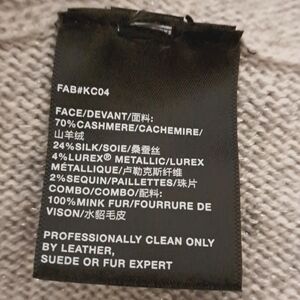 FAB#KC04
FACE/DEVANT/面料:
70%CASHMERE/CACHEMIRE/
山羊绒
24%SILK/SOIE/桑蚕丝
4%LUREX® METALLIC/LUREX
MÉTALLIQUE/卢勒克斯纤维
2%SEQUIN/PAILLETTES/珠片
COMBO/COMBO/配料:
100%MINK FUR/FOURRURE DE
VISON/水貂毛皮
PROFESSIONALLY CLEAN ONLY
BY LEATHER,
SUEDE OR FUR EXPERT